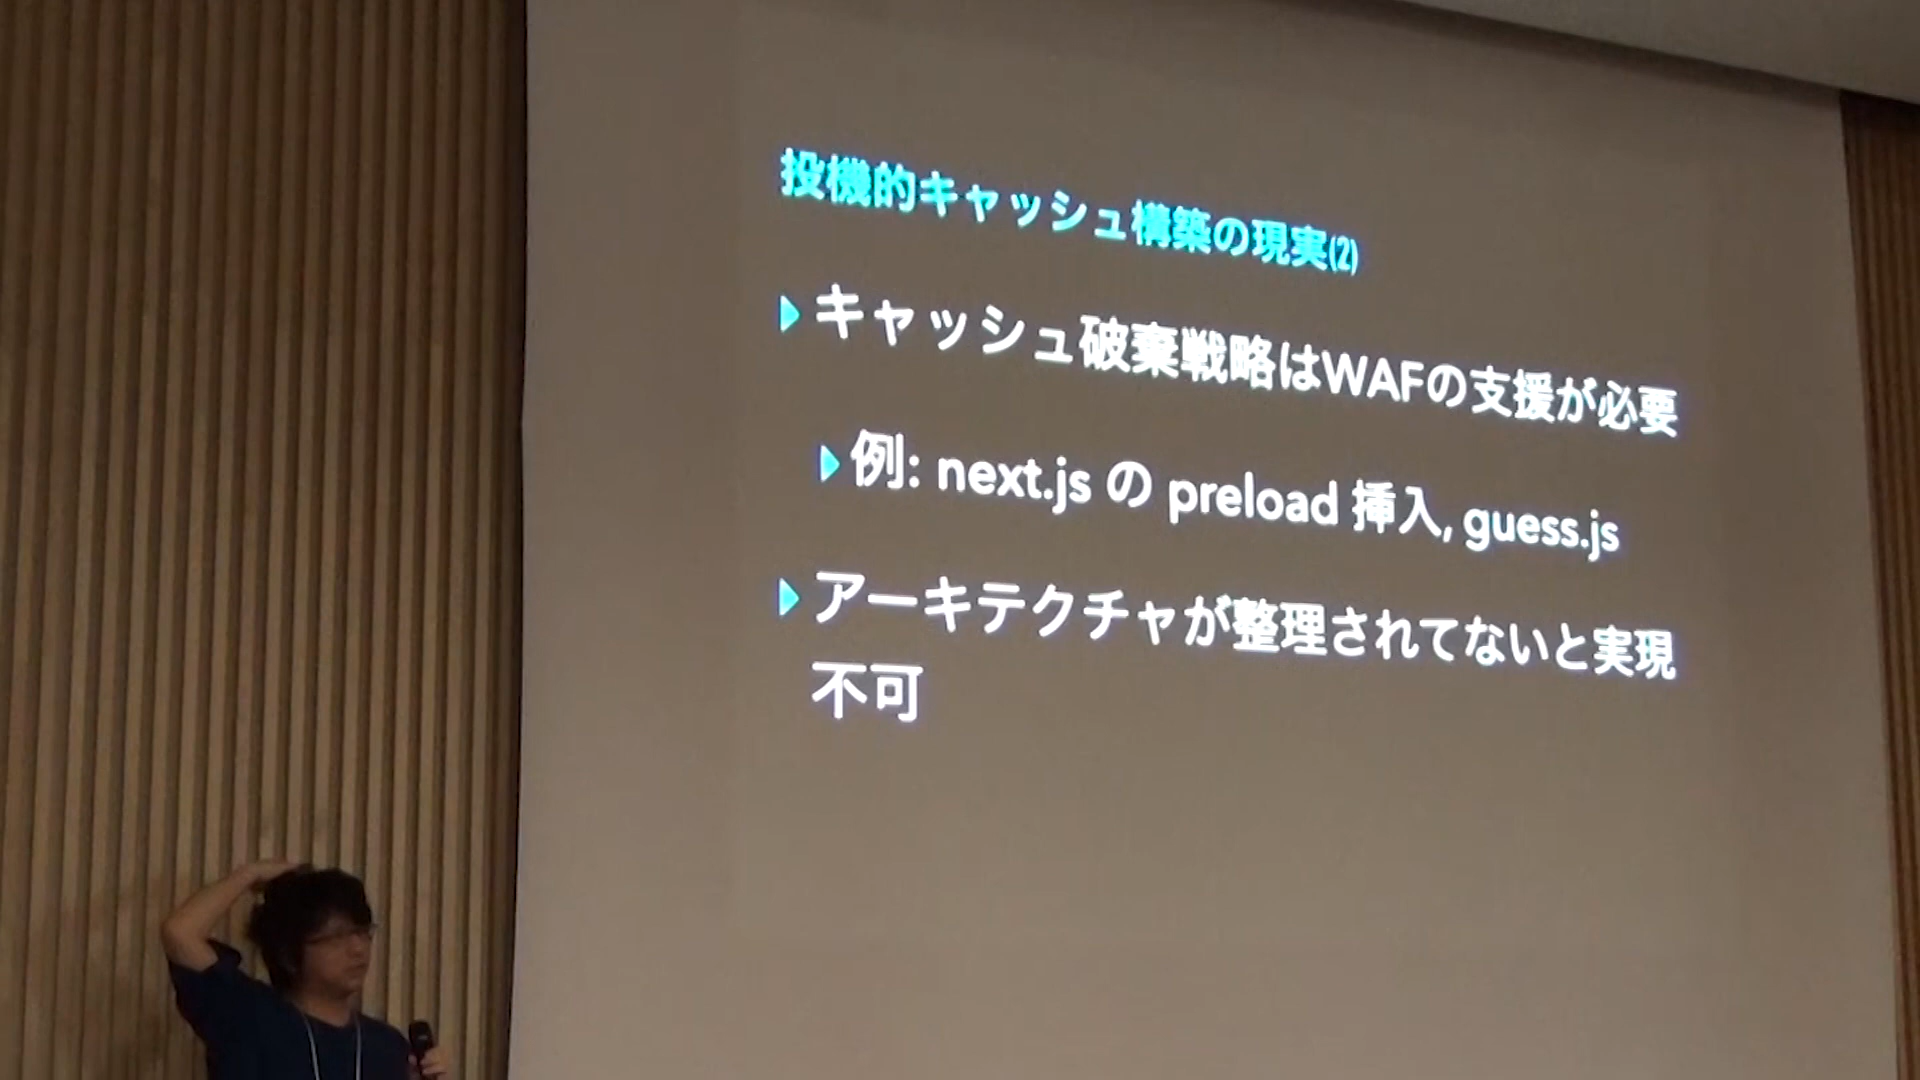 投機的キャッシュ構築の現実(2)
キャッシュ破棄戦略はWAFの支援が必要
例: next.js の preload 挿入, guess.js
アーキテクチャが整理されてないと実現
不可